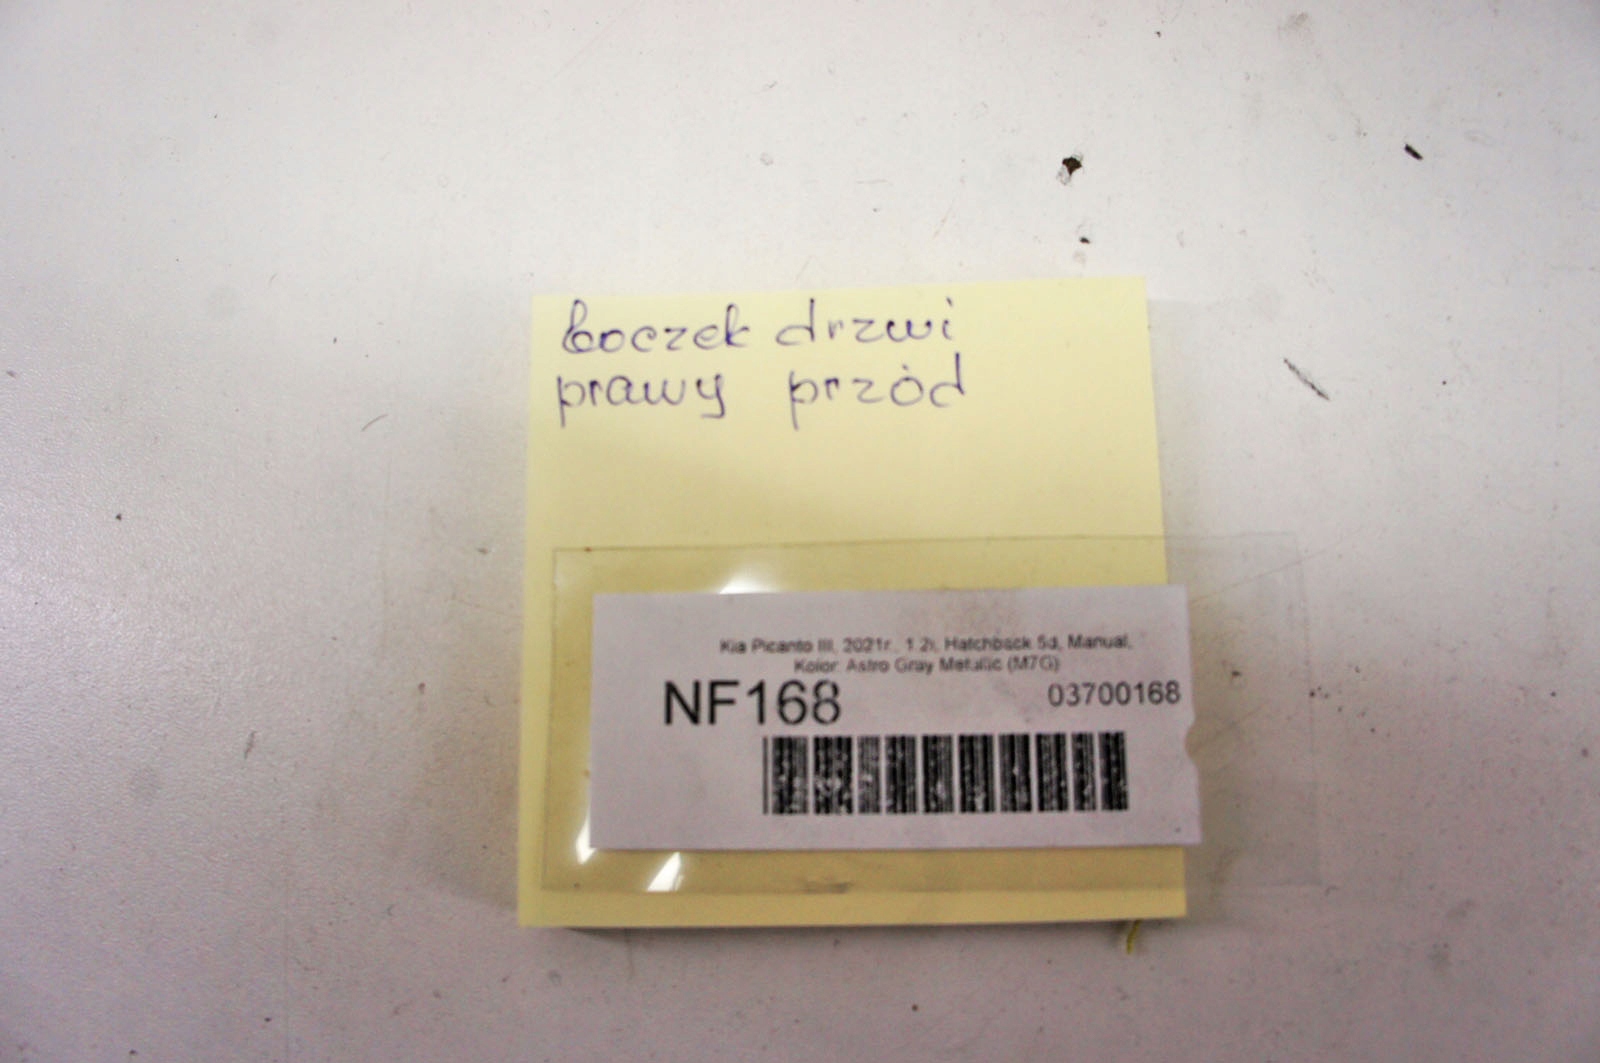 boczek drzwi
prawy przód
Kia Picanto III, 2021r., 1.2i, Hatchback 5d, Manual,
Kolor: Astro Gray Metallic (M7G)
NF168 03700168